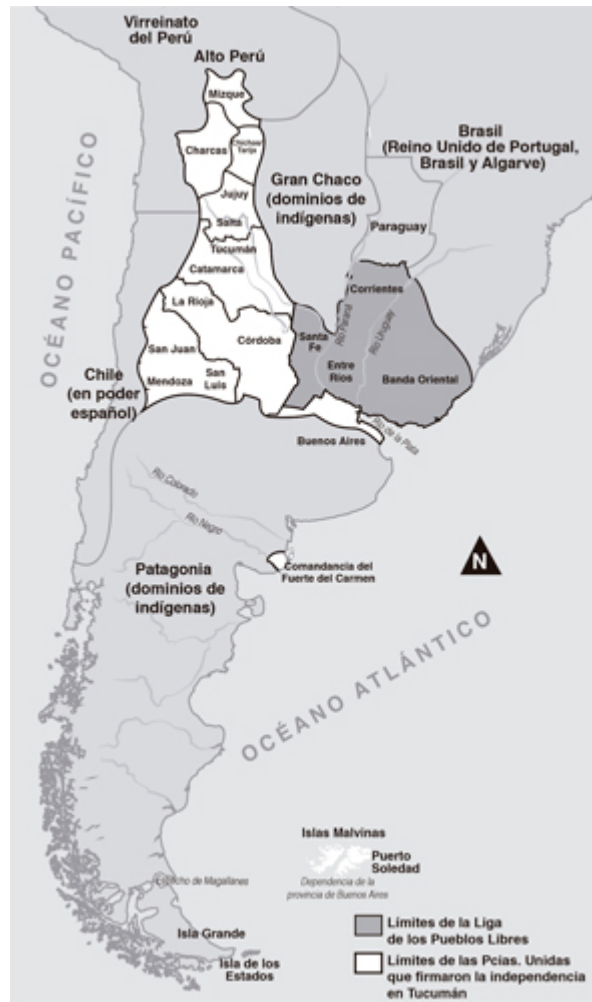 Virreinato
del Perú
Alto Perú
Mizque
Charcas
Chichas/
Tarija
Brasil
(Reino Unido de Portugal,
Brasil y Algarve)
Gran Chaco
(dominios de
indígenas)
Jujuy
Salta
Paraguay
Tucumán
Catamarca
OCÉANO PACÍFICO
La Rioja
Corrientes
Río Paraná
Río Uruguay
Santa
Fe
Córdoba
San Juan
Entre
Ríos
Banda Oriental
Chile
(en poder
español)
Mendoza
San
Luis
Buenos Aires
Río de la Plata
Río Colorado
Río Negro
Comandancia del
Fuerte del Carmen
N
Patagonia
(dominios de
indígenas)
OCÉANO ATLÁNTICO
Islas Malvinas
Puerto
Soledad
Dependencia de la
provincia de Buenos Aires
Estrecho de Magallanes
Isla Grande
Isla de los
Estados
Límites de la Liga
de los Pueblos Libres
Límites de las Pcias. Unidas
que firmaron la independencia
en Tucumán